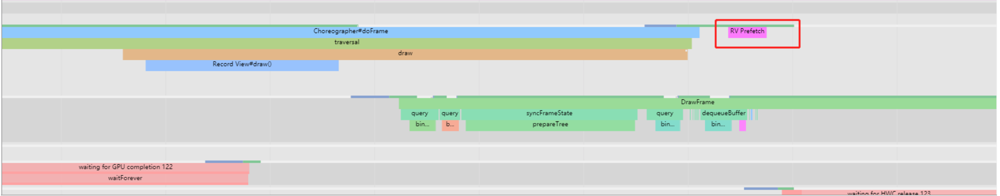 Choreographer#doFrame RV Prefetch
traversal
draw
Record View#draw()
DrawFrame
query query syncFrameState query dequeueBuffer
bin... b... prepareTree bin... bin...
waiting for GPU completion 122
waitForever
waiting for HWC release 123